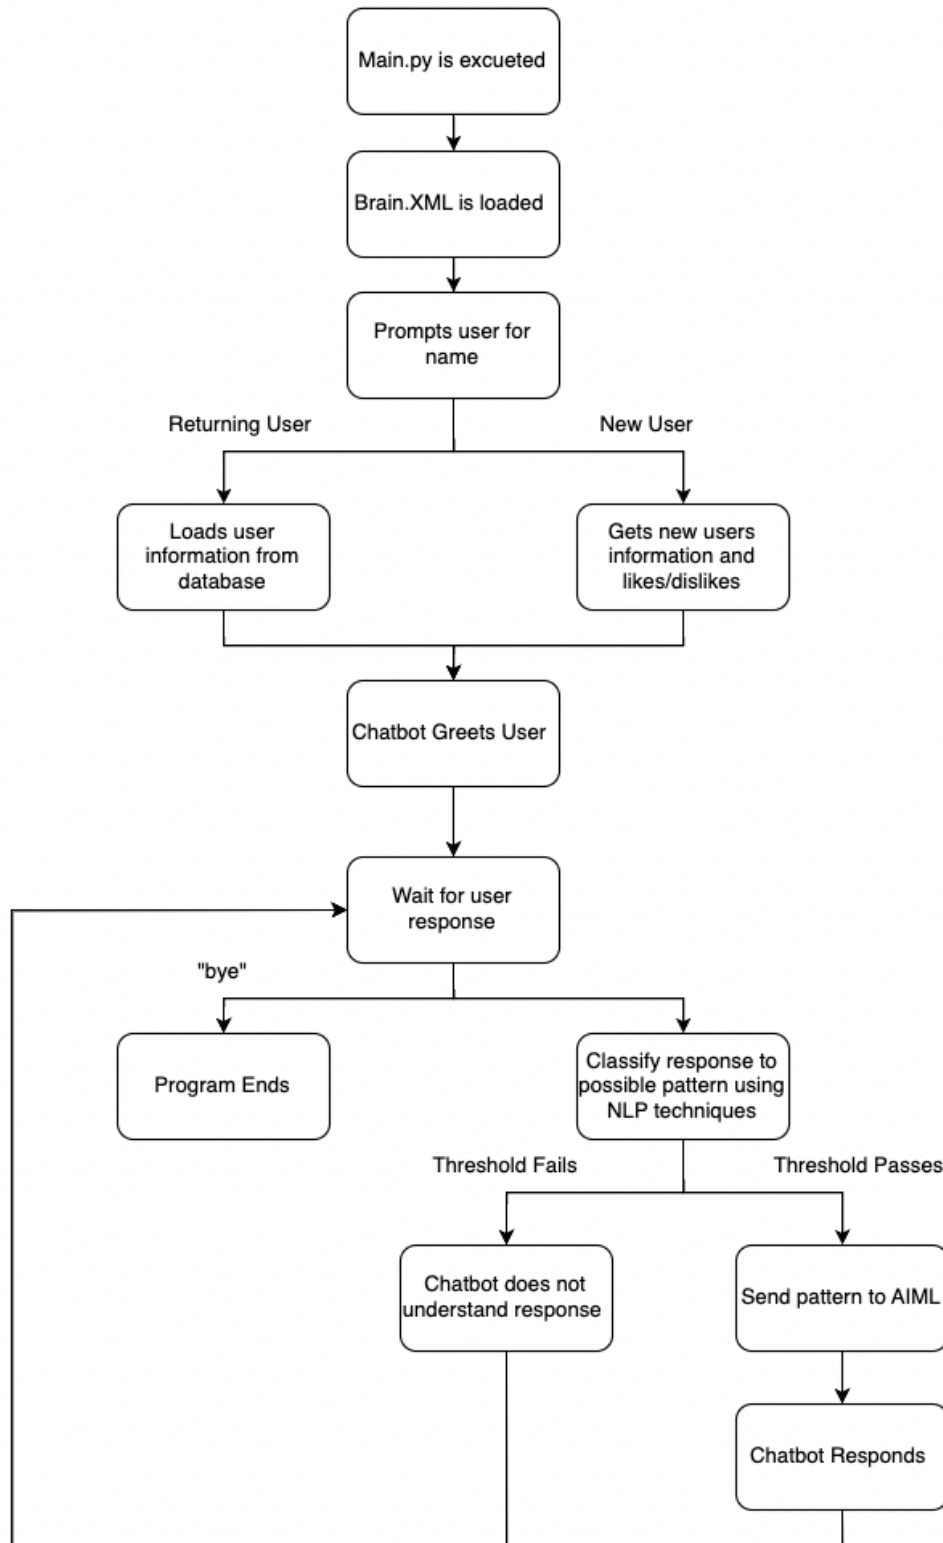 Main.py is excueted
Brain.XML is loaded
Prompts user for
name
Returning User
New User
Loads user
information from
database
Gets new users
information and
likes/dislikes
Chatbot Greets User
Wait for user
response
"bye"
Program Ends
Classify response to
possible pattern using
NLP techniques
Threshold Fails
Threshold Passes
Chatbot does not
understand response
Send pattern to AIML
Chatbot Responds